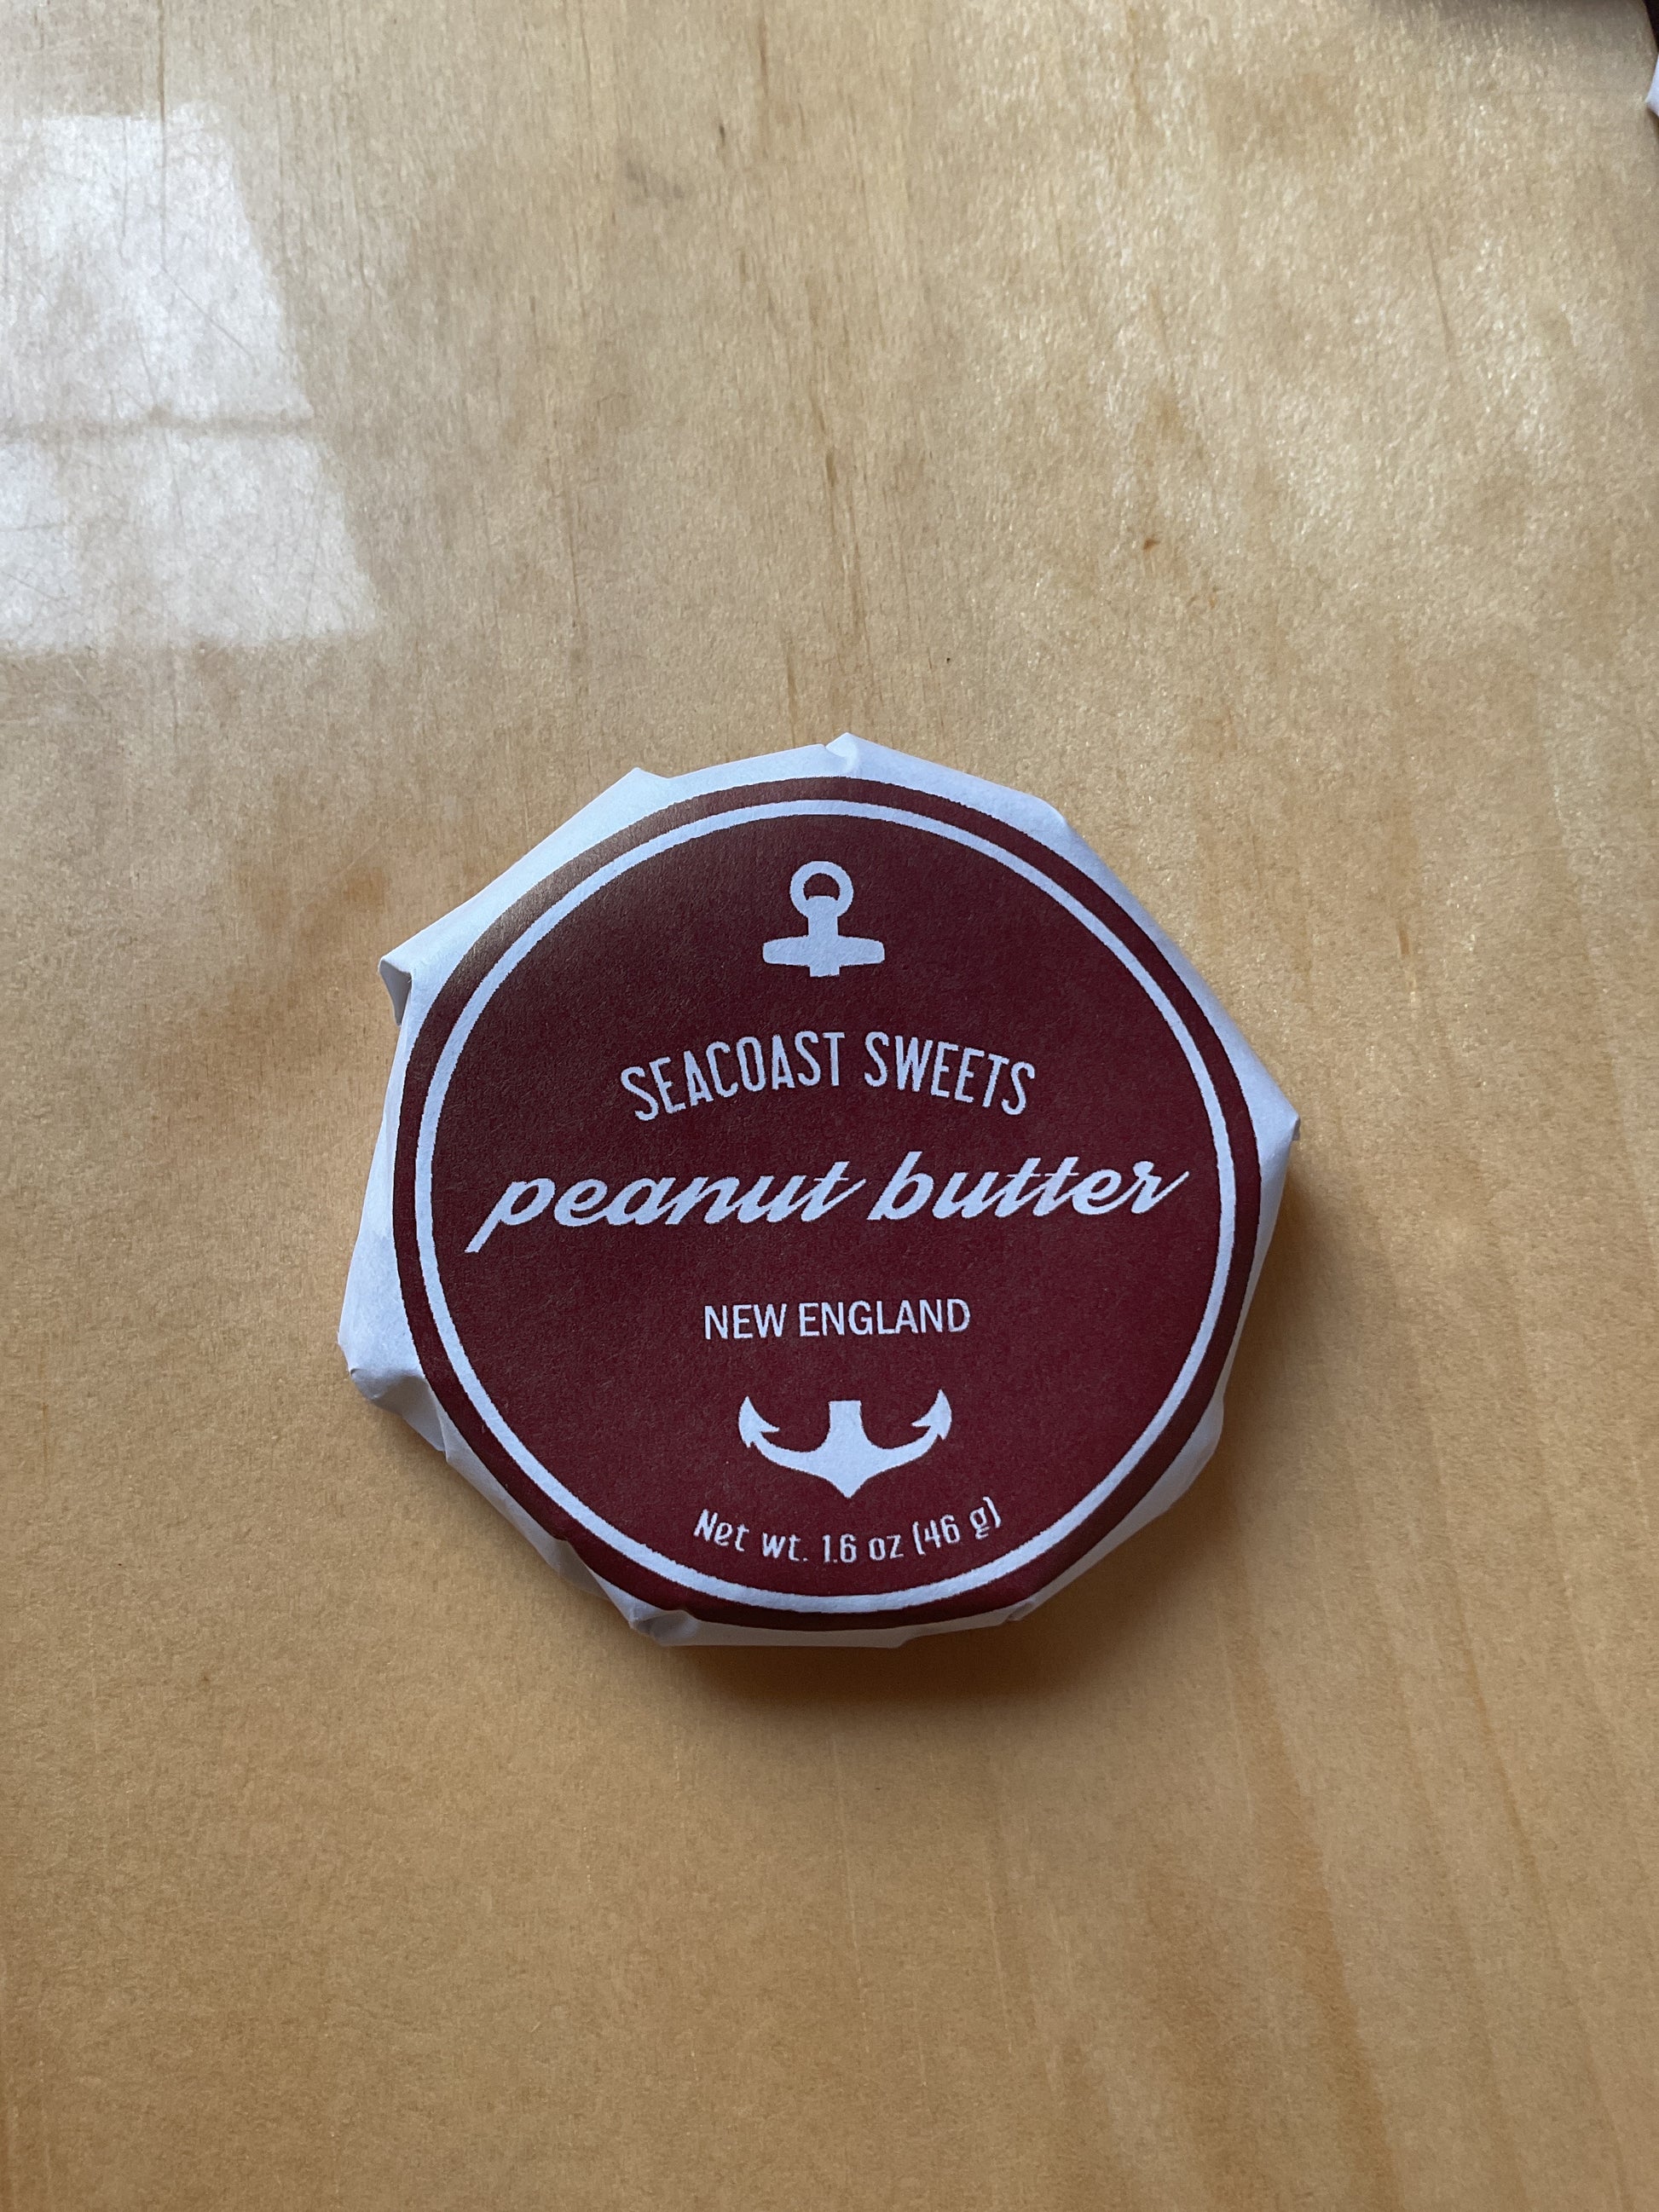 SEACOAST SWEETS
peanut butter
NEW ENGLAND
Net wt. 1.6 oz (46 g)